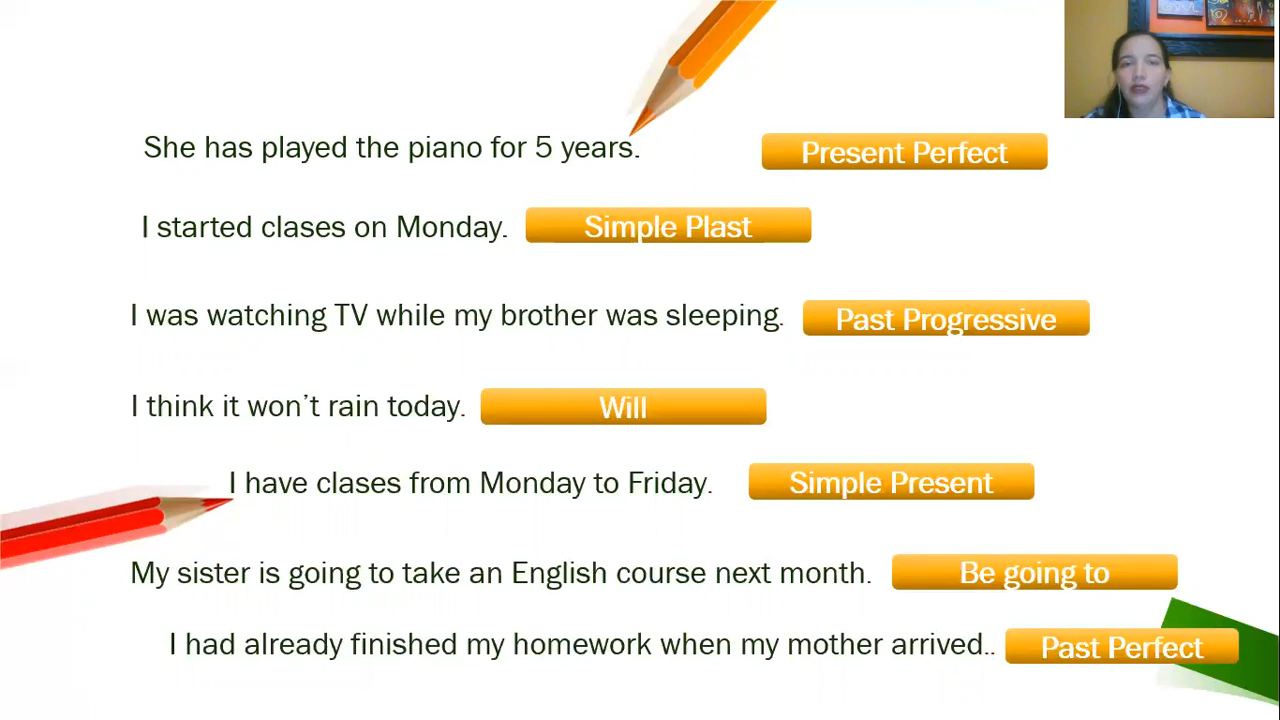 She has played the piano for 5 years. Present Perfect
I started clases on Monday. Simple Plast
I was watching TV while my brother was sleeping. Past Progressive
I think it won't rain today. Will
I have clases from Monday to Friday. Simple Present
My sister is going to take an English course next month. Be going to
I had already finished my homework when my mother arrived.. Past Perfect